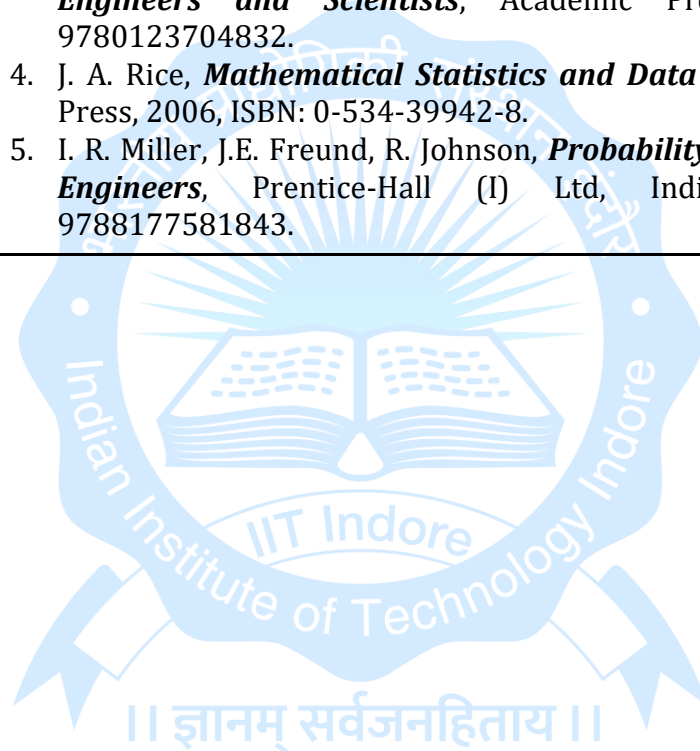 Engineers and Scientists, Academic
9780123704832.
4. J. A. Rice, Mathematical Statistics and Data
Press, 2006, ISBN: 0-534-39942-8.
5. I. R. Miller, J.E. Freund, R. Johnson, Probability
Engineers, Prentice-Hall (I) Ltd,
9788177581843.
भारतीय प्रौद्योगिकी संस्थान इंदौर
Indian Institute of Technology Indore
IIT Indore
।। ज्ञानम् सर्वजनहिताय ।।